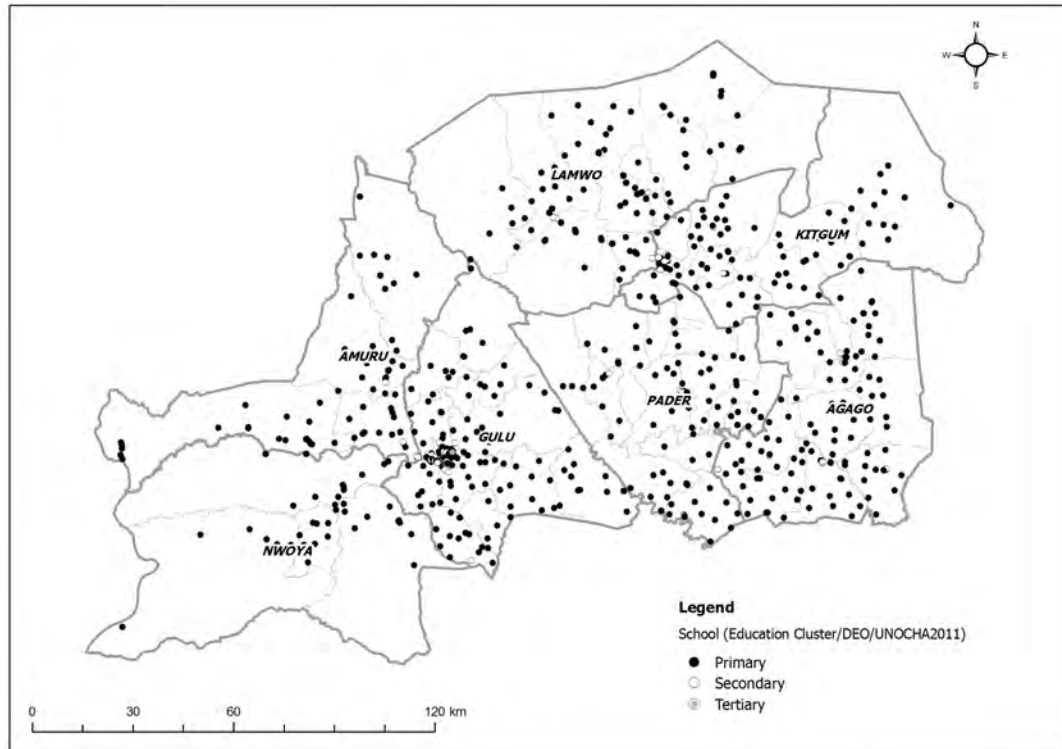 N
W E
S
LAMWO
KITGUM
AMURU
PADER
AGAGO
GULU
NWOYA
Legend
School (Education Cluster/DEO/UNOCHA2011)
Primary
Secondary
Tertiary
0 30 60 120 km